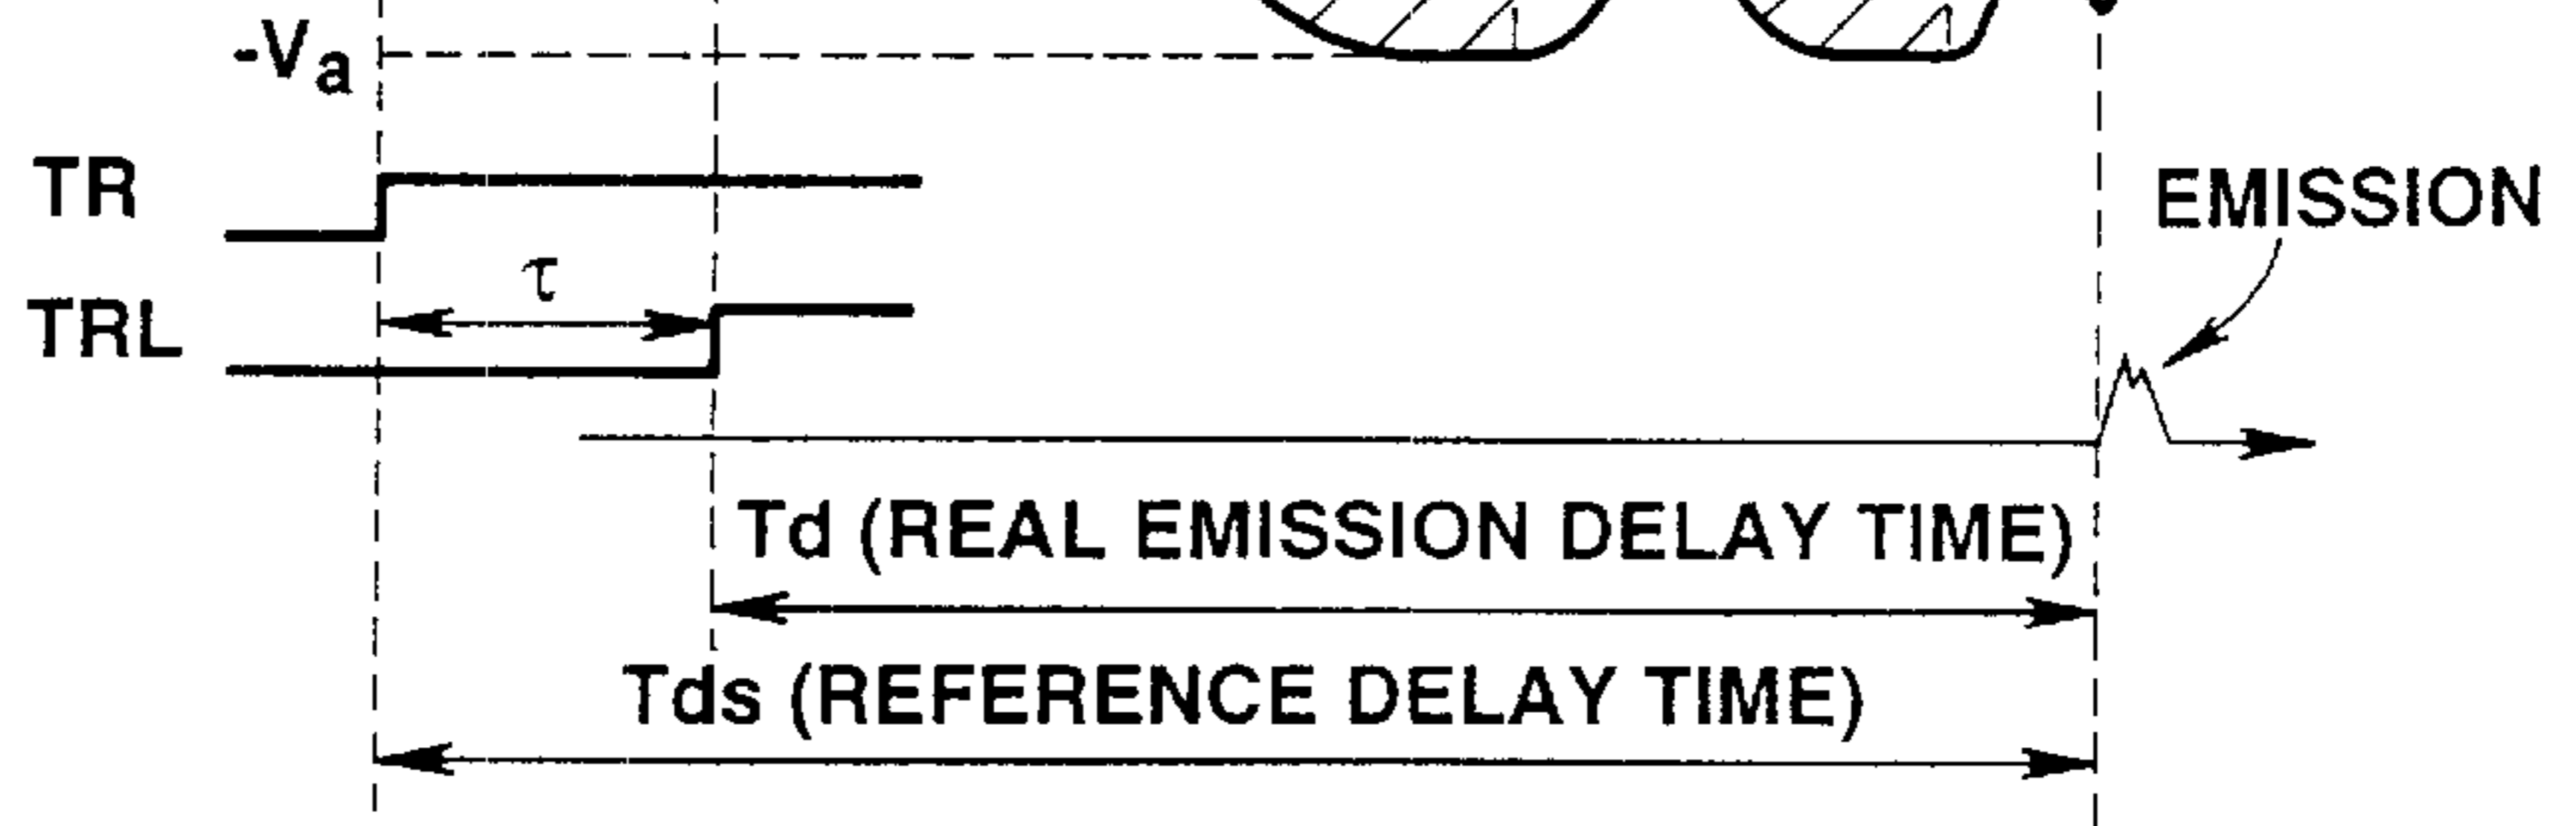 -Va
TR
EMISSION
τ
TRL
Td (REAL EMISSION DELAY TIME)
Tds (REFERENCE DELAY TIME)